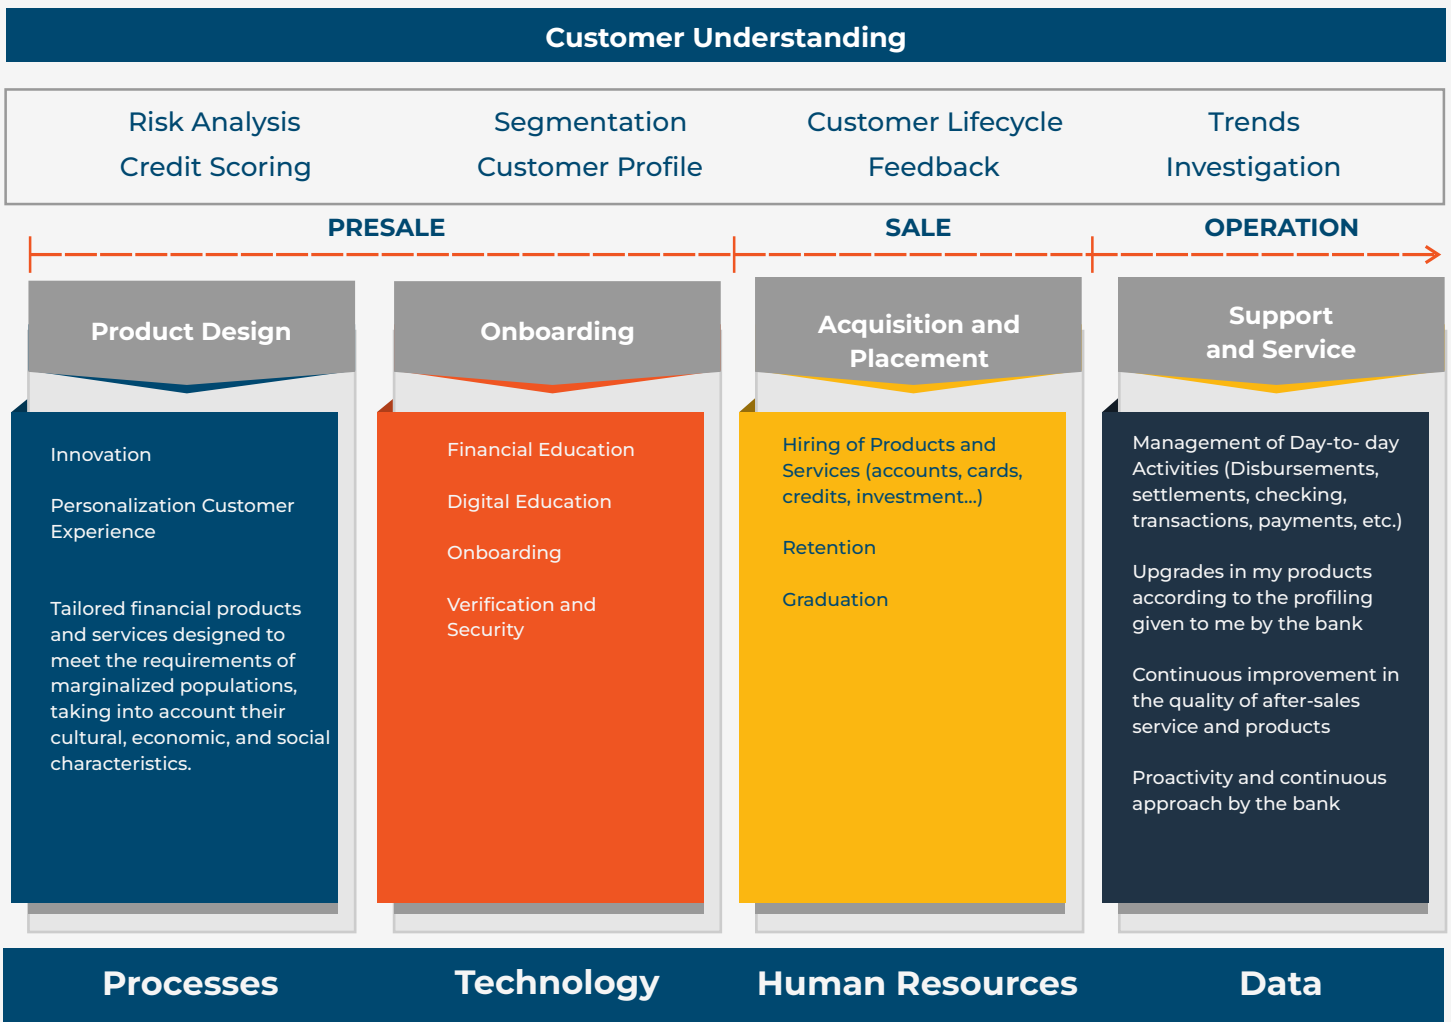 Customer Understanding
Risk Analysis
Credit Scoring
Segmentation
Customer Profile
Customer Lifecycle
Feedback
Trends
Investigation
PRESALE
SALE
OPERATION
Product Design
Innovation
Personalization Customer
Experience
Tailored financial products
and services designed to
meet the requirements of
marginalized populations,
taking into account their
cultural, economic, and social
characteristics.
Onboarding
Financial Education
Digital Education
Onboarding
Verification and
Security
Acquisition and
Placement
Hiring of Products and
Services (accounts, cards,
credits, investment...)
Retention
Graduation
Support
and Service
Management of Day-to- day
Activities (Disbursements,
settlements, checking,
transactions, payments, etc.)
Upgrades in my products
according to the profiling
given to me by the bank
Continuous improvement in
the quality of after-sales
service and products
Proactivity and continuous
approach by the bank
Processes
Technology
Human Resources
Data